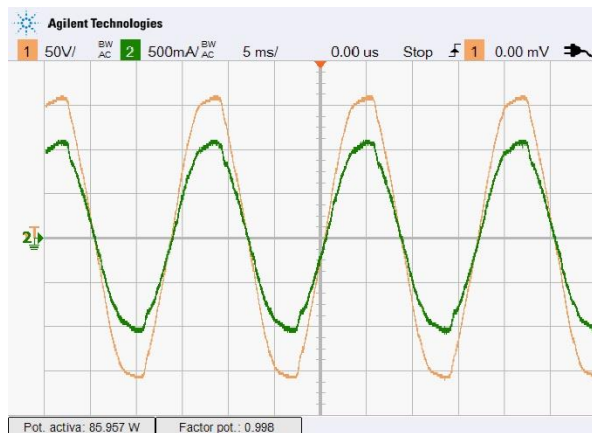 Agilent Technologies
1 50V/ BW AC 2 500mA/ BW AC 5 ms/ 0.00 us Stop 1 0.00 mV
2
Pot. activa: 85.957 W Factor pot.: 0.998